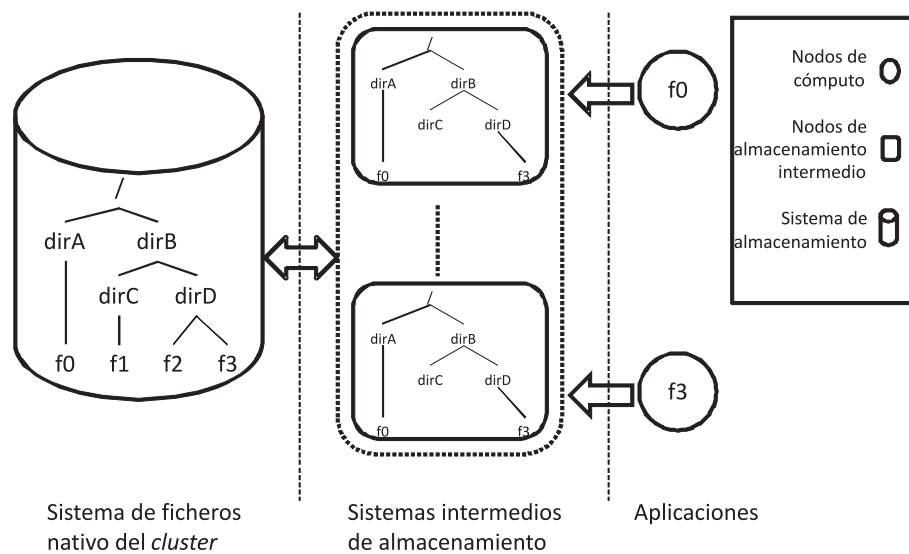 /
dirA dirB
dirC dirD
f0 f1 f2 f3
/
dirA dirB
dirC dirD
f0 f3
/
dirA dirB
dirC dirD
f0 f3
f0
f3
Nodos de
cómputo
Nodos de
almacenamiento
intermedio
Sistema de
almacenamiento
Sistema de ficheros
nativo del cluster
Sistemas intermedios
de almacenamiento
Aplicaciones